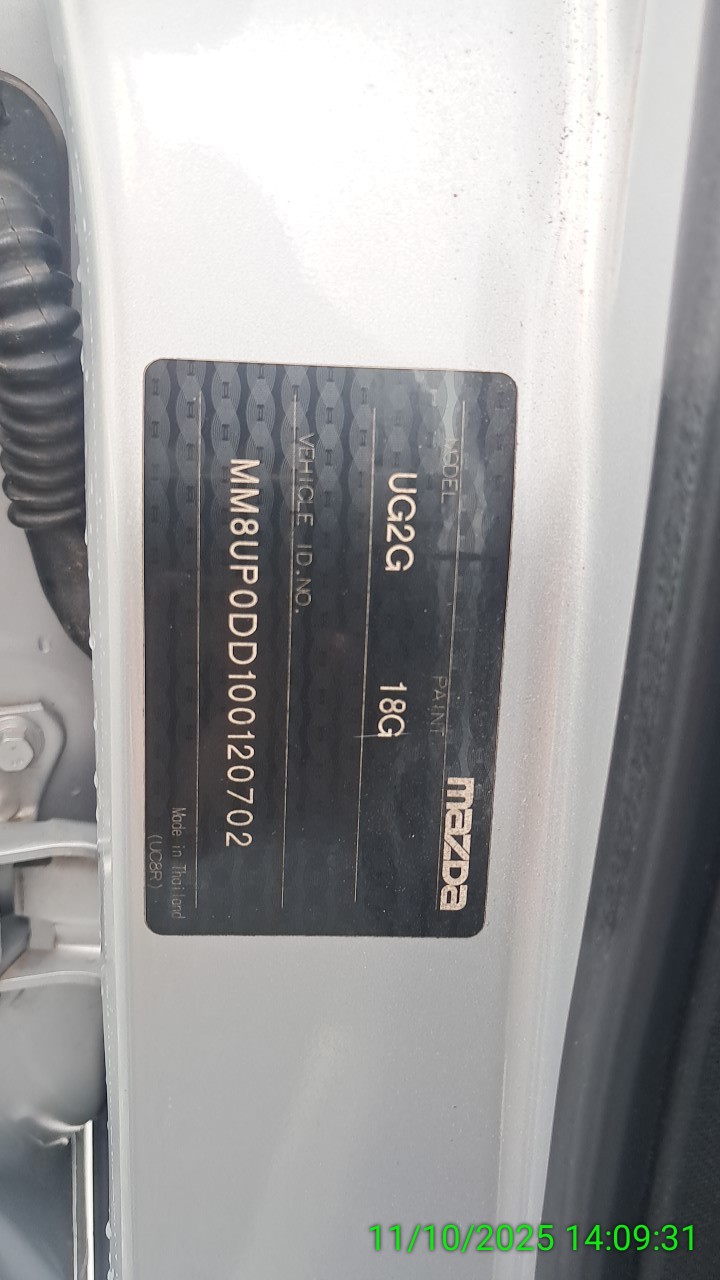 mazda
MODEL PAINT
UG2G 18G
VEHICLE ID.NO.
MM8UP0DD100120702
Made in Thailand
(UC8R)
11/10/2025 14:09:31